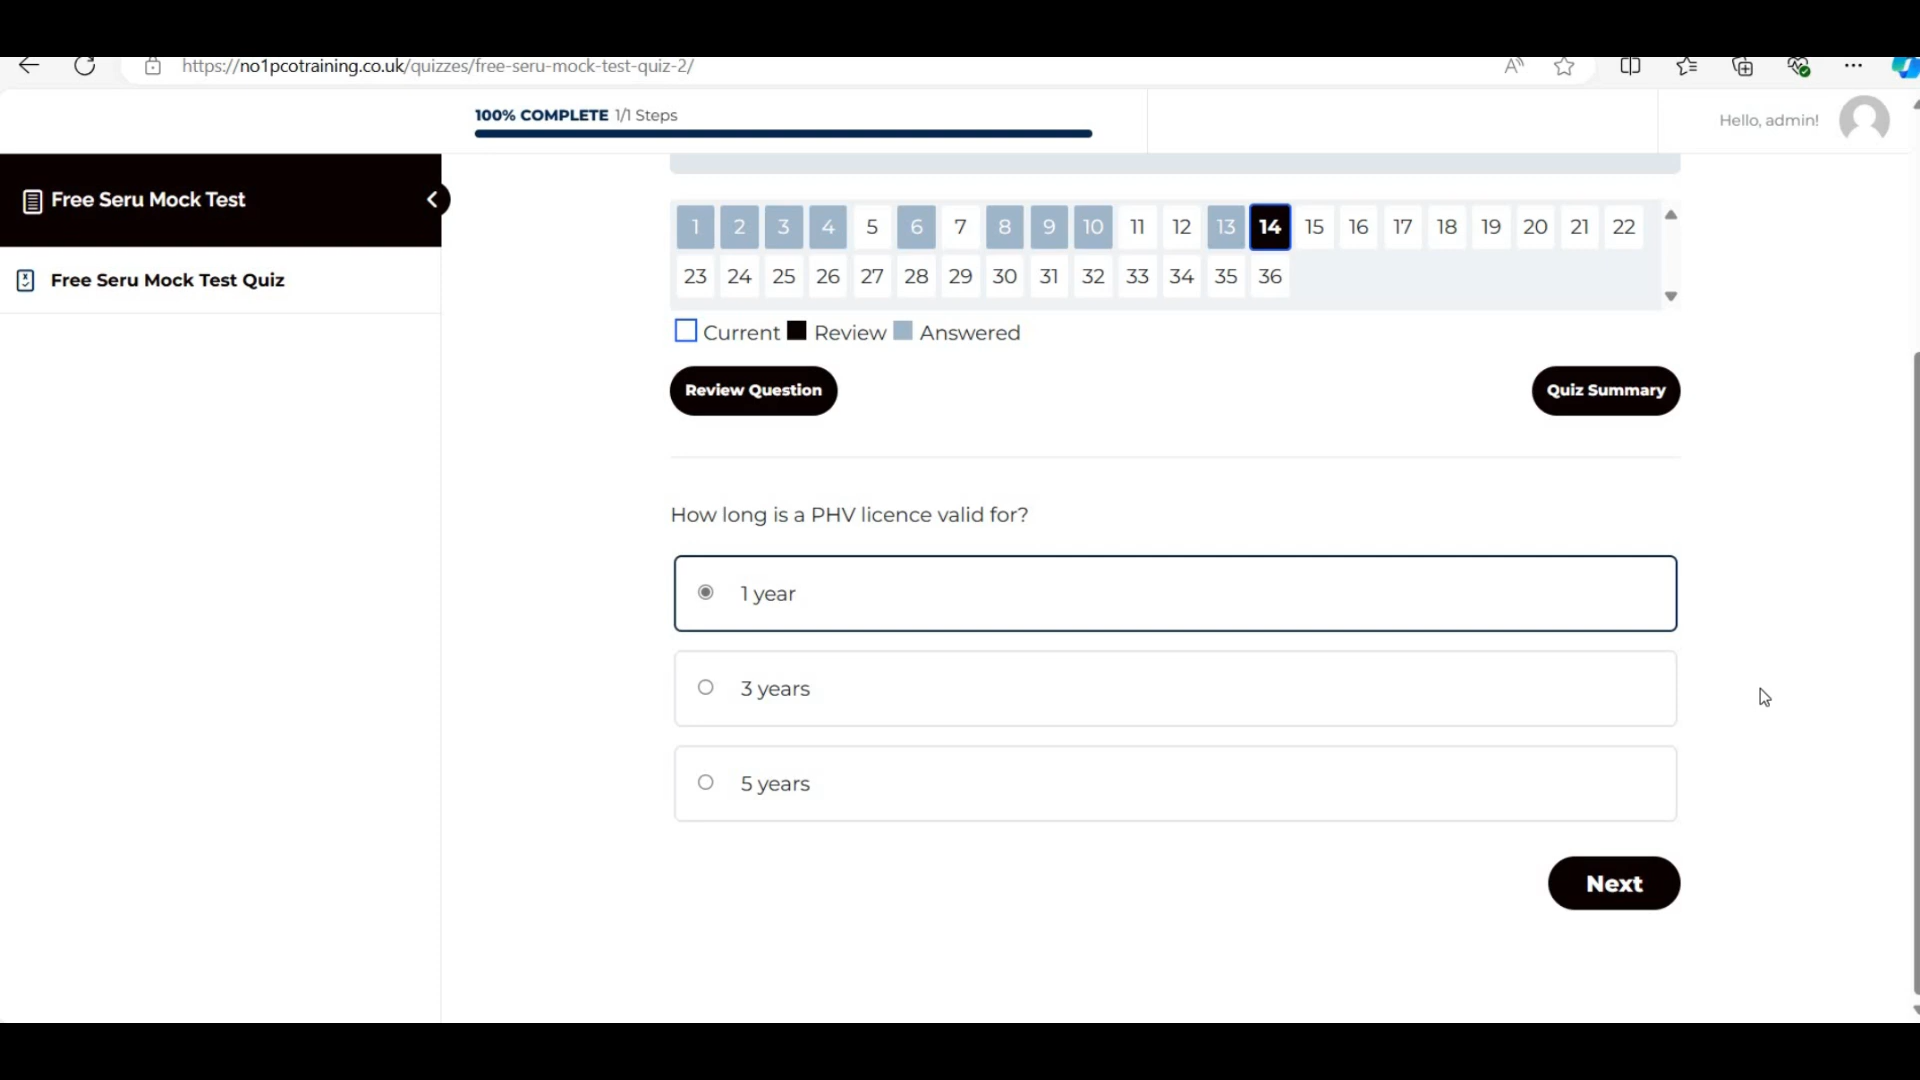 https://no1pcotraining.co.uk/quizzes/free-seru-mock-test-quiz-2/
100% COMPLETE 1/1 Steps
Hello, admin!
Free Seru Mock Test
Free Seru Mock Test Quiz
1 2 3 4 5 6 7 8 9 10 11 12 13 14 15 16 17 18 19 20 21 22
23 24 25 26 27 28 29 30 31 32 33 34 35 36
Current Review Answered
Review Question
Quiz Summary
How long is a PHV licence valid for?
1 year
3 years
5 years
Next